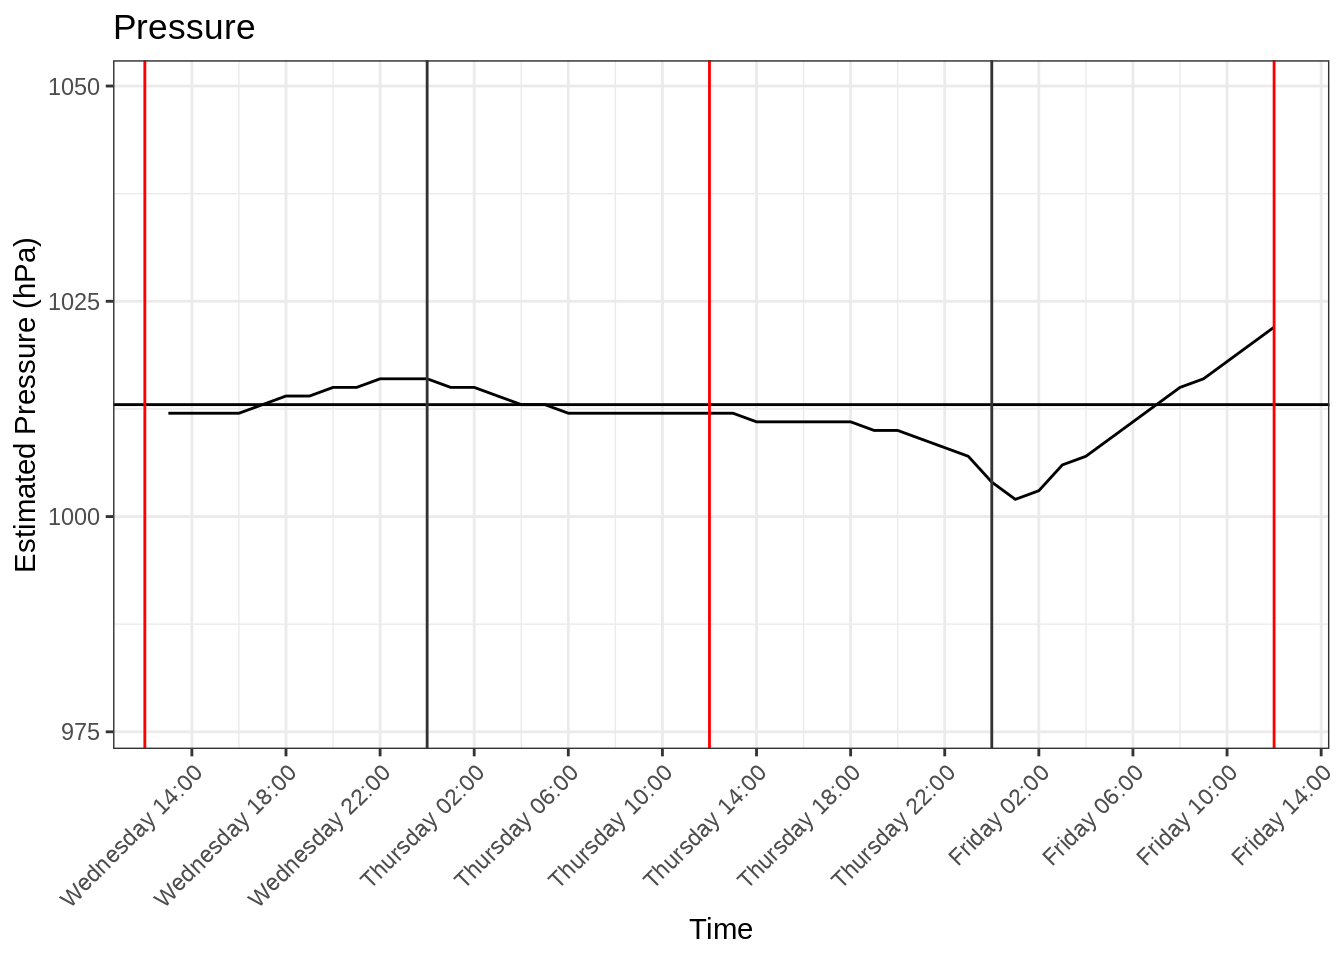 Pressure
Estimated Pressure (hPa)
1050
1025
1000
975
Wednesday 14:00
Wednesday 18:00
Wednesday 22:00
Thursday 02:00
Thursday 06:00
Thursday 10:00
Thursday 14:00
Thursday 18:00
Thursday 22:00
Friday 02:00
Friday 06:00
Friday 10:00
Friday 14:00
Time